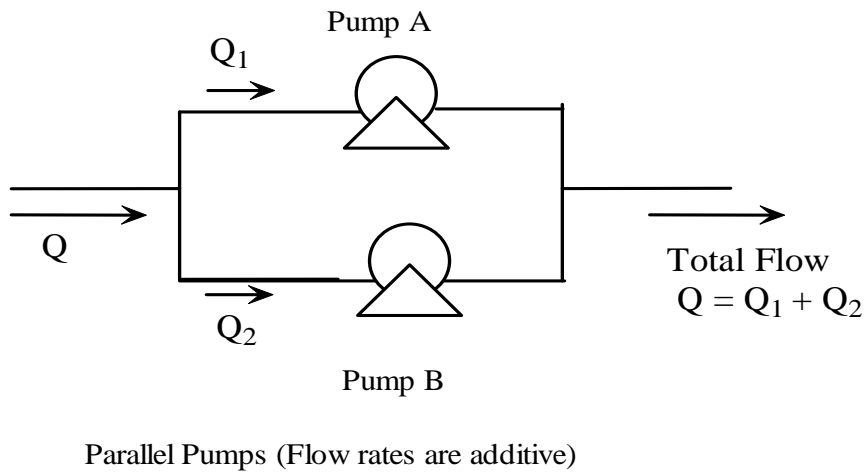 Pump A
Q₁
Q
Total Flow
Q = Q₁ + Q₂
Q₂
Pump B
Parallel Pumps (Flow rates are additive)